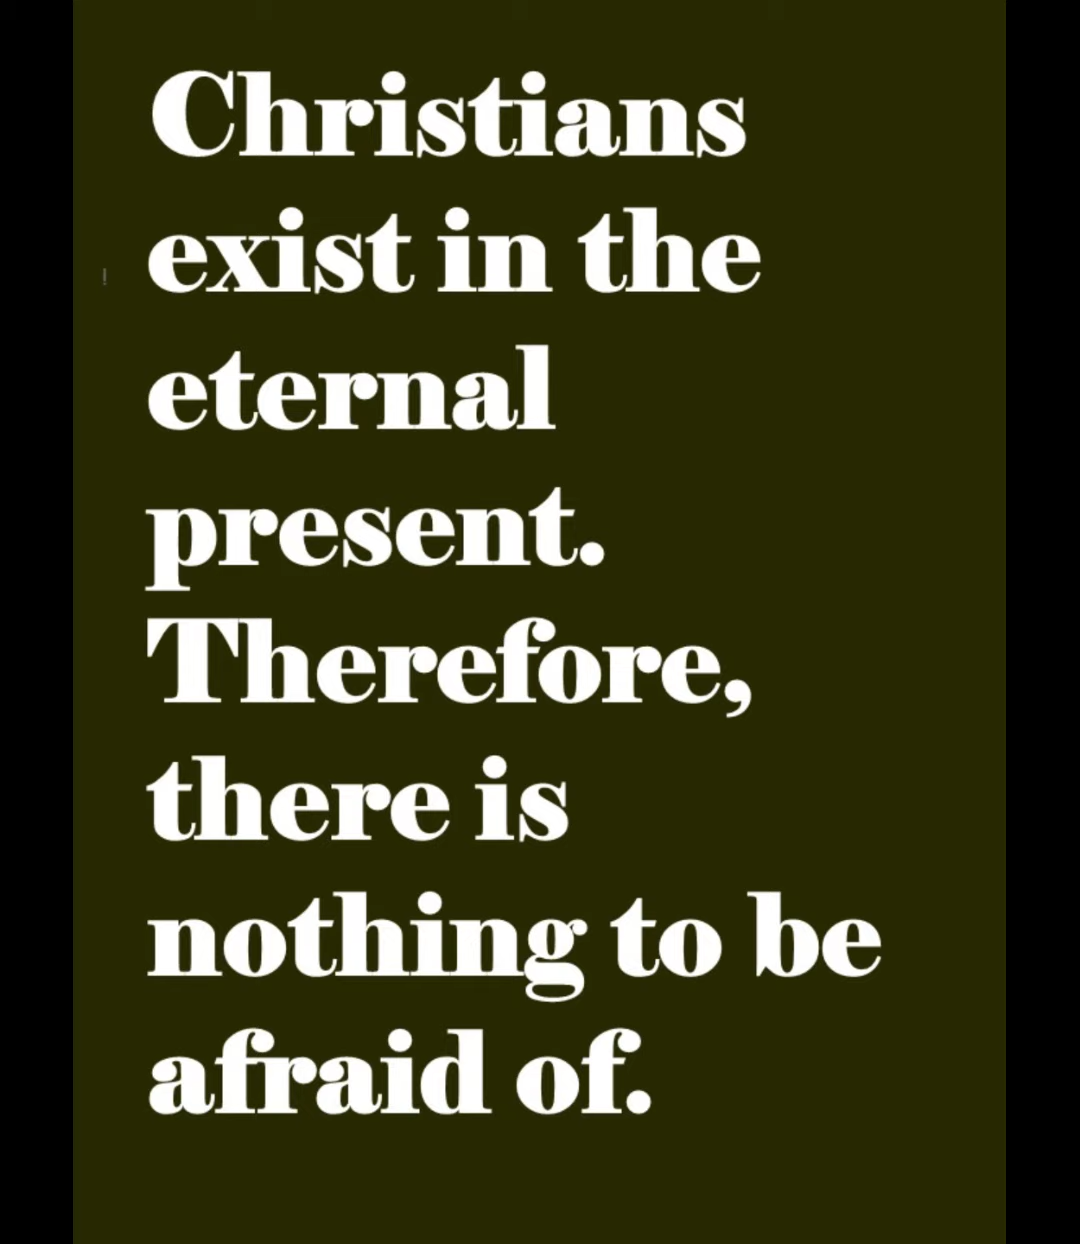 Christians
exist in the
eternal
present.
Therefore,
there is
nothing to be
afraid of.